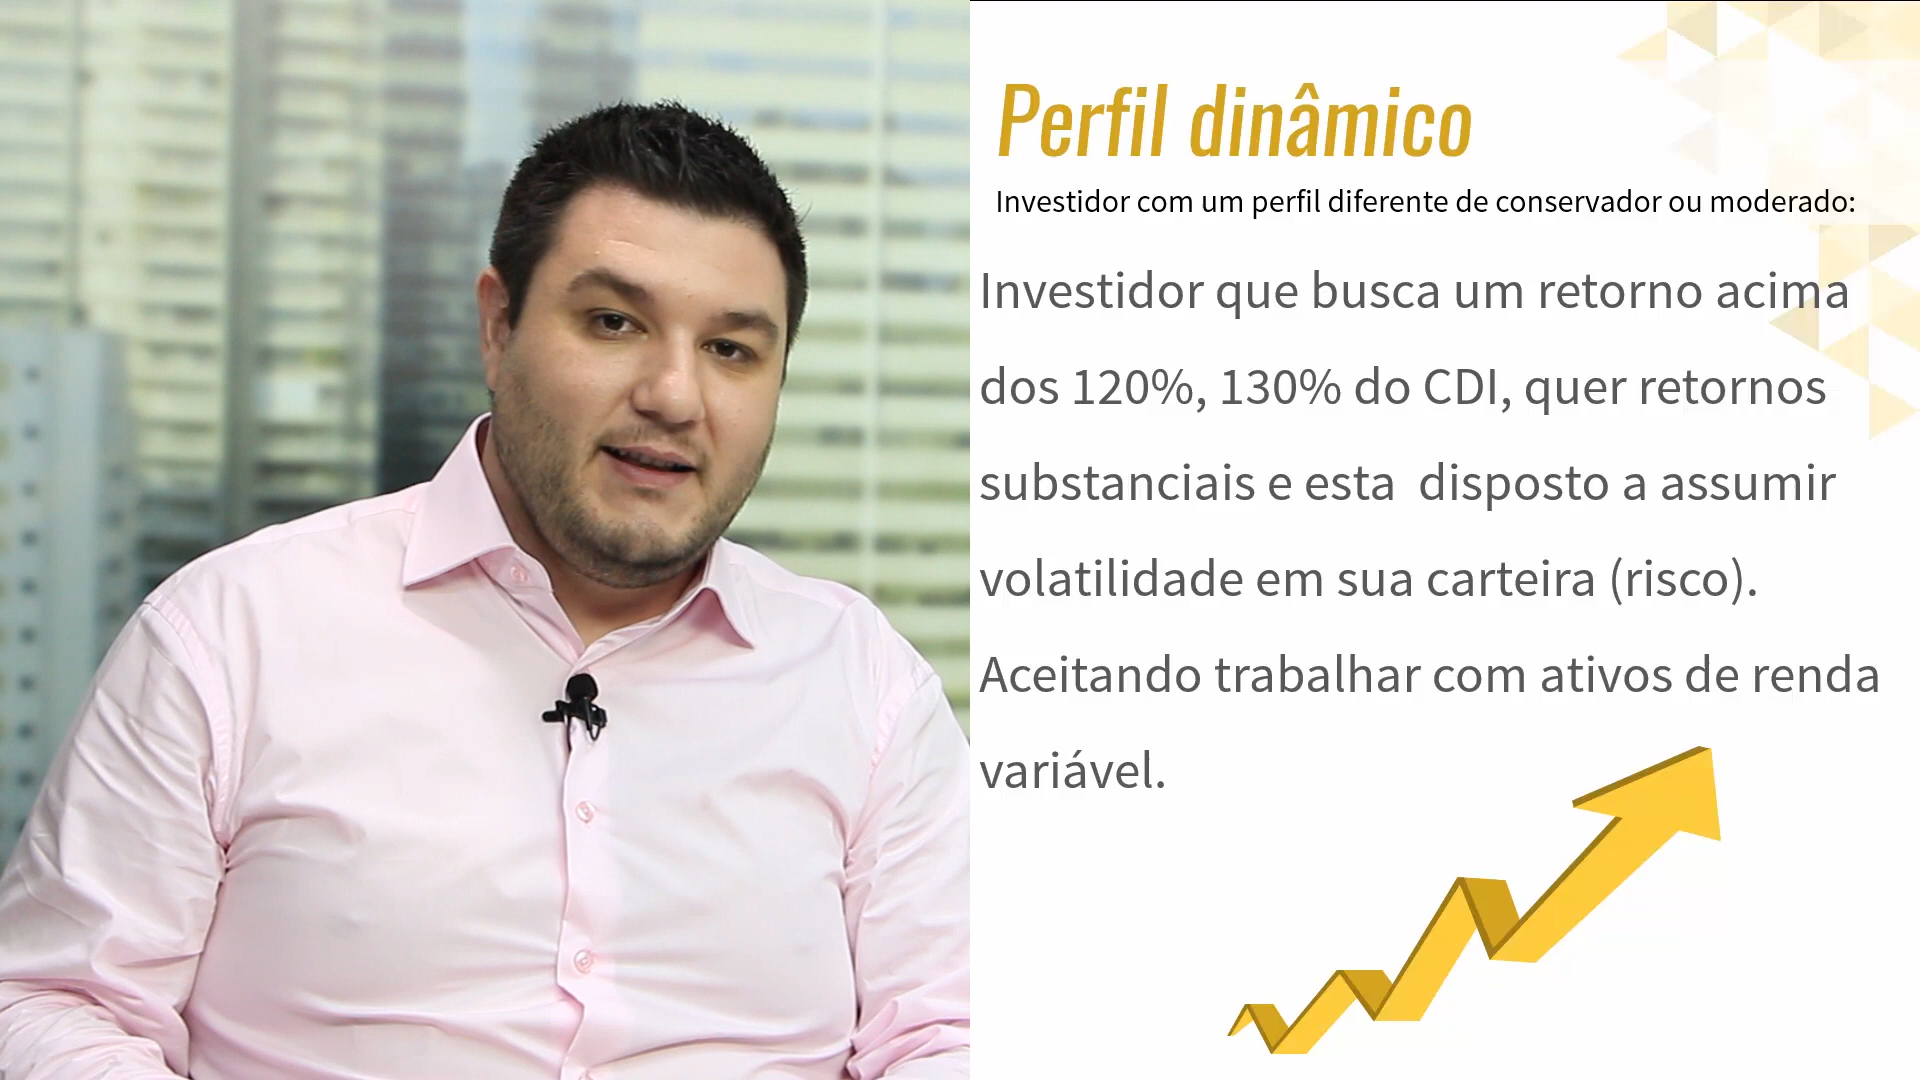 Perfil dinâmico
Investidor com um perfil diferente de conservador ou moderado:
Investidor que busca um retorno acima
dos 120%, 130% do CDI, quer retornos
substanciais e esta  disposto a assumir
volatilidade em sua carteira (risco).
Aceitando trabalhar com ativos de renda
variável.